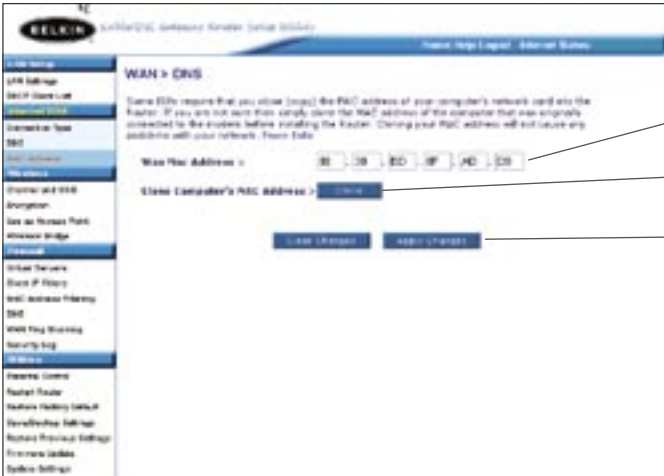 BELKIN Cable/DSL Gateway Router Setup Utility
Home Help Logout Internet Status
LAN Setup
LAN Settings
DHCP Client List
Internet WAN
Connection Type
DNS
MAC Address
Wireless
Channel and SSID
Encryption
Use as Access Point
Wireless Bridge
Firewall
Virtual Servers
Client IP Filters
MAC Address Filtering
DMZ
WAN Ping Blocking
Security Log
Utilities
Parental Control
Restart Router
Restore Factory Default
Save/Backup Settings
Restore Previous Settings
Firmware Update
System Settings
WAN > DNS
Some ISPs require that you clone (copy) the MAC address of your computer's network card into the
Router. If you are not sure then simply clone the MAC address of the computer that was originally
connected to the modem before installing the Router. Cloning your MAC address will not cause any
problems with your network. More Info
Wan Mac Address >
Clone Computer's MAC Address > Clone
Clear Changes Apply Changes